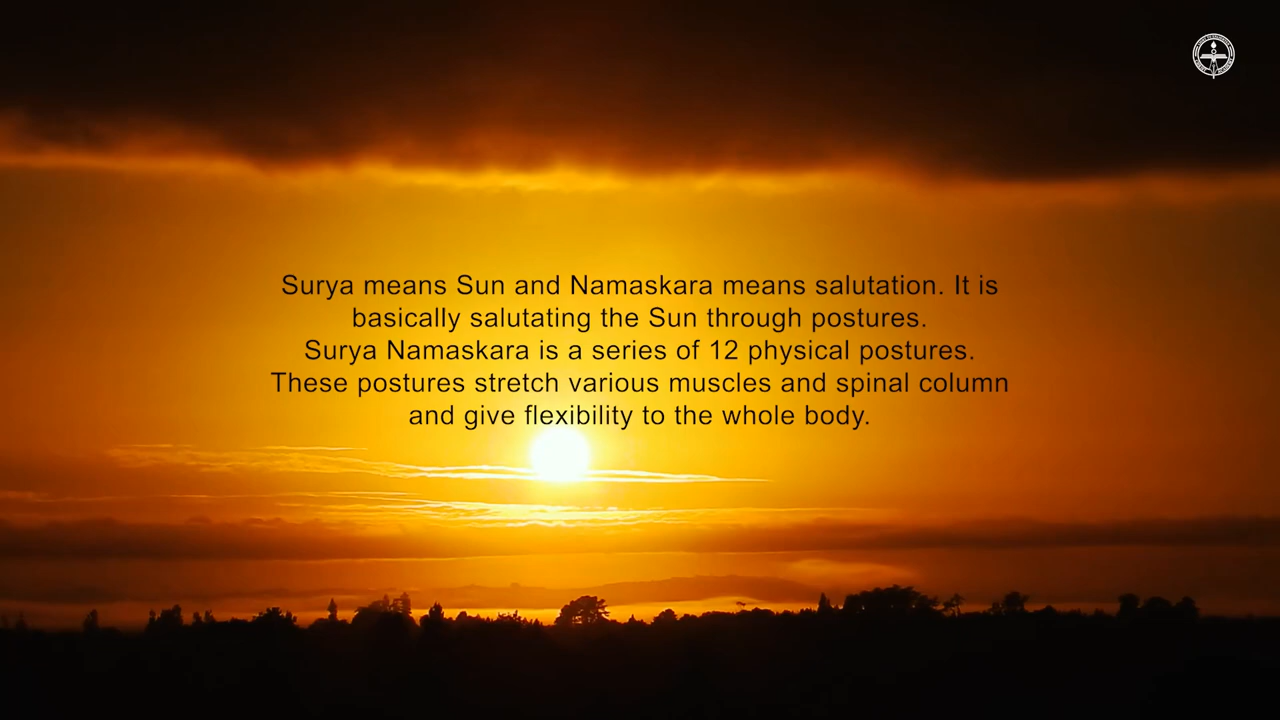 Surya means Sun and Namaskara means salutation. It is
basically salutating the Sun through postures.
Surya Namaskara is a series of 12 physical postures.
These postures stretch various muscles and spinal column
and give flexibility to the whole body.